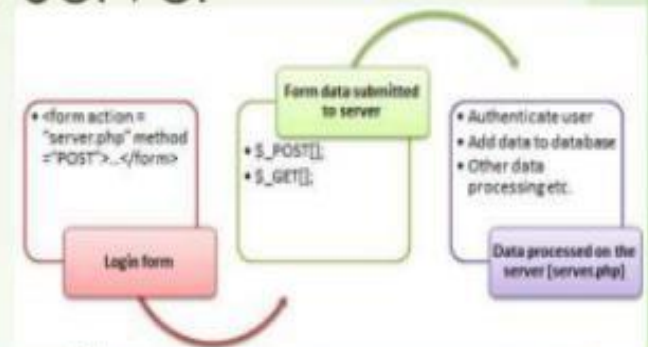 • <form action =
"server.php" method
="POST">...</form>
Login form
Form data submitted
to server
• $_POST[];
• $_GET[];
• Authenticate user
• Add data to database
• Other data
processing etc.
Data processed on the
server [server.php]